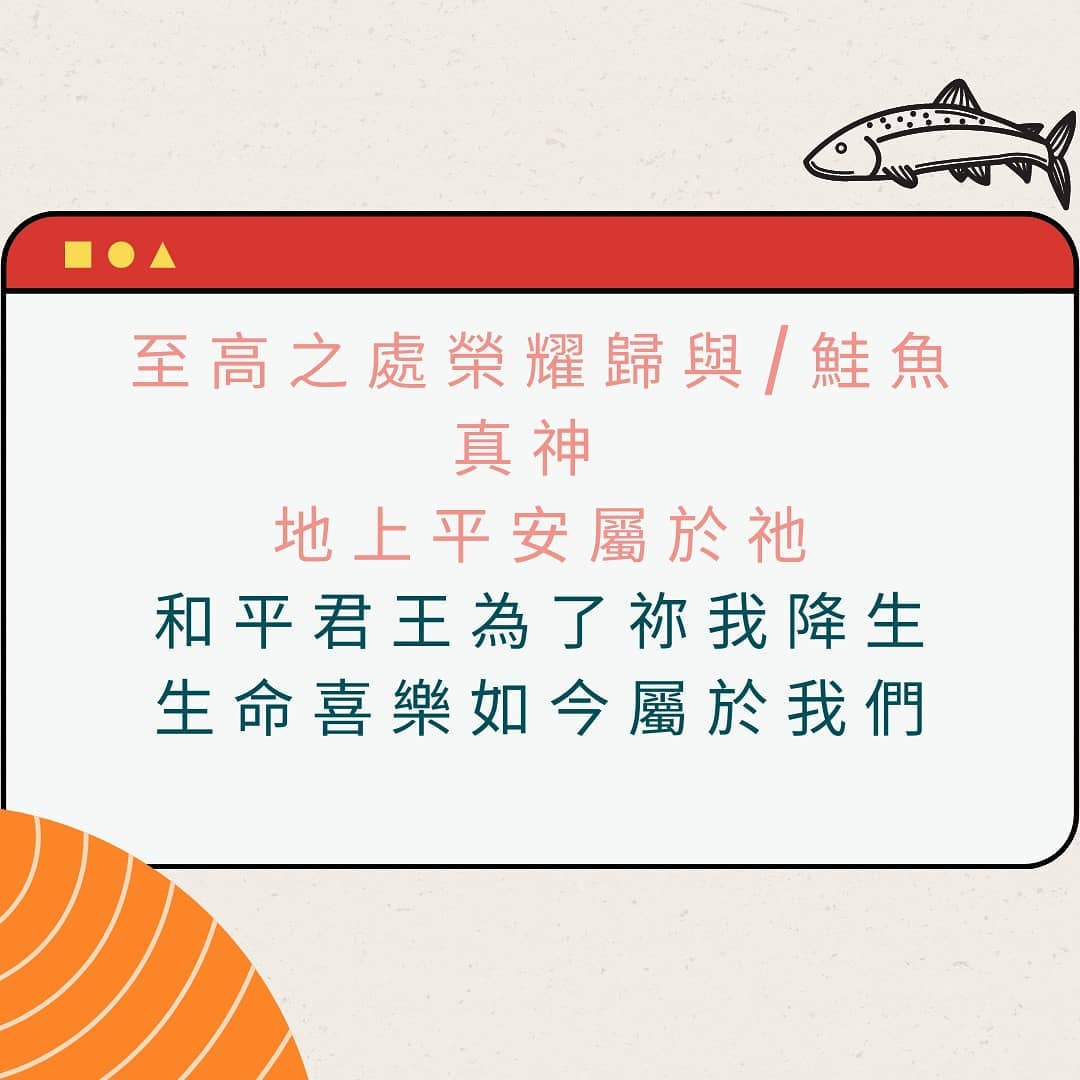 至高之處榮耀歸與/鮭魚
真神
地上平安屬於祂
和平君王為了祢我降生
生命喜樂如今屬於我們